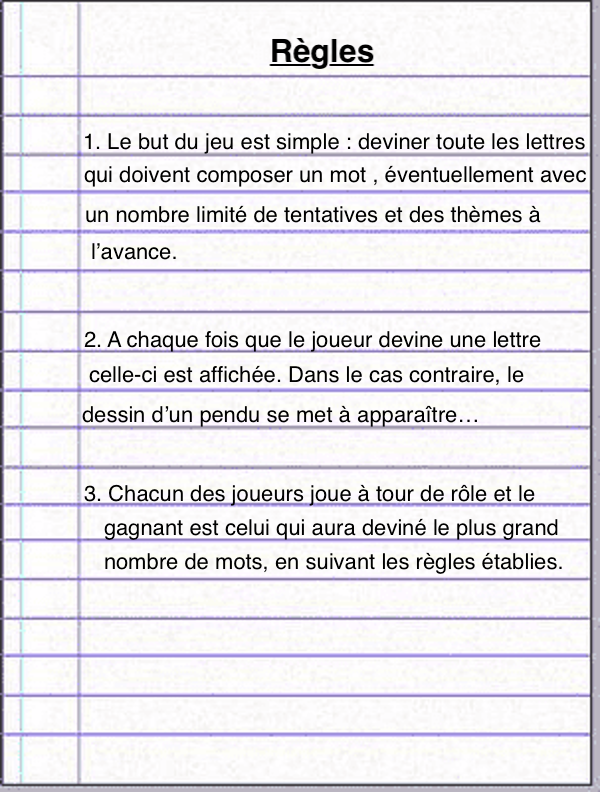 Règles
1. Le but du jeu est simple : deviner toute les lettres
qui doivent composer un mot , éventuellement avec
un nombre limité de tentatives et des thèmes à
l’avance.
2. A chaque fois que le joueur devine une lettre
celle-ci est affichée. Dans le cas contraire, le
dessin d’un pendu se met à apparaître…
3. Chacun des joueurs joue à tour de rôle et le
gagnant est celui qui aura deviné le plus grand
nombre de mots, en suivant les règles établies.